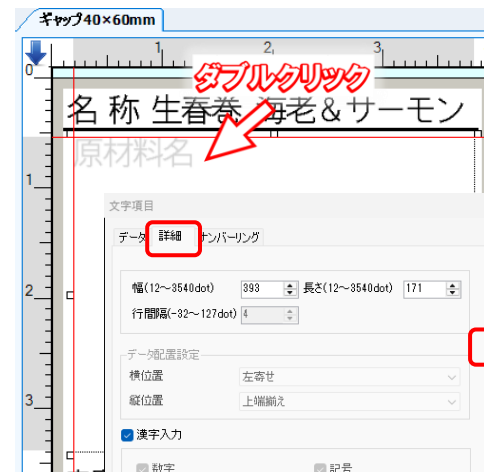 ギャップ40×60mm
1 2 3
0
ダブルクリック
名 称 生春巻 海老&サーモン
原材料名
1
文字項目
データ 詳細 ナンバーリング
2
幅(12～3540dot) 393 長さ(12～3540dot) 171
行間隔(-32～127dot) 4
データ配置設定
横位置 左寄せ
3
縦位置 上端揃え
漢字入力
数字 記号